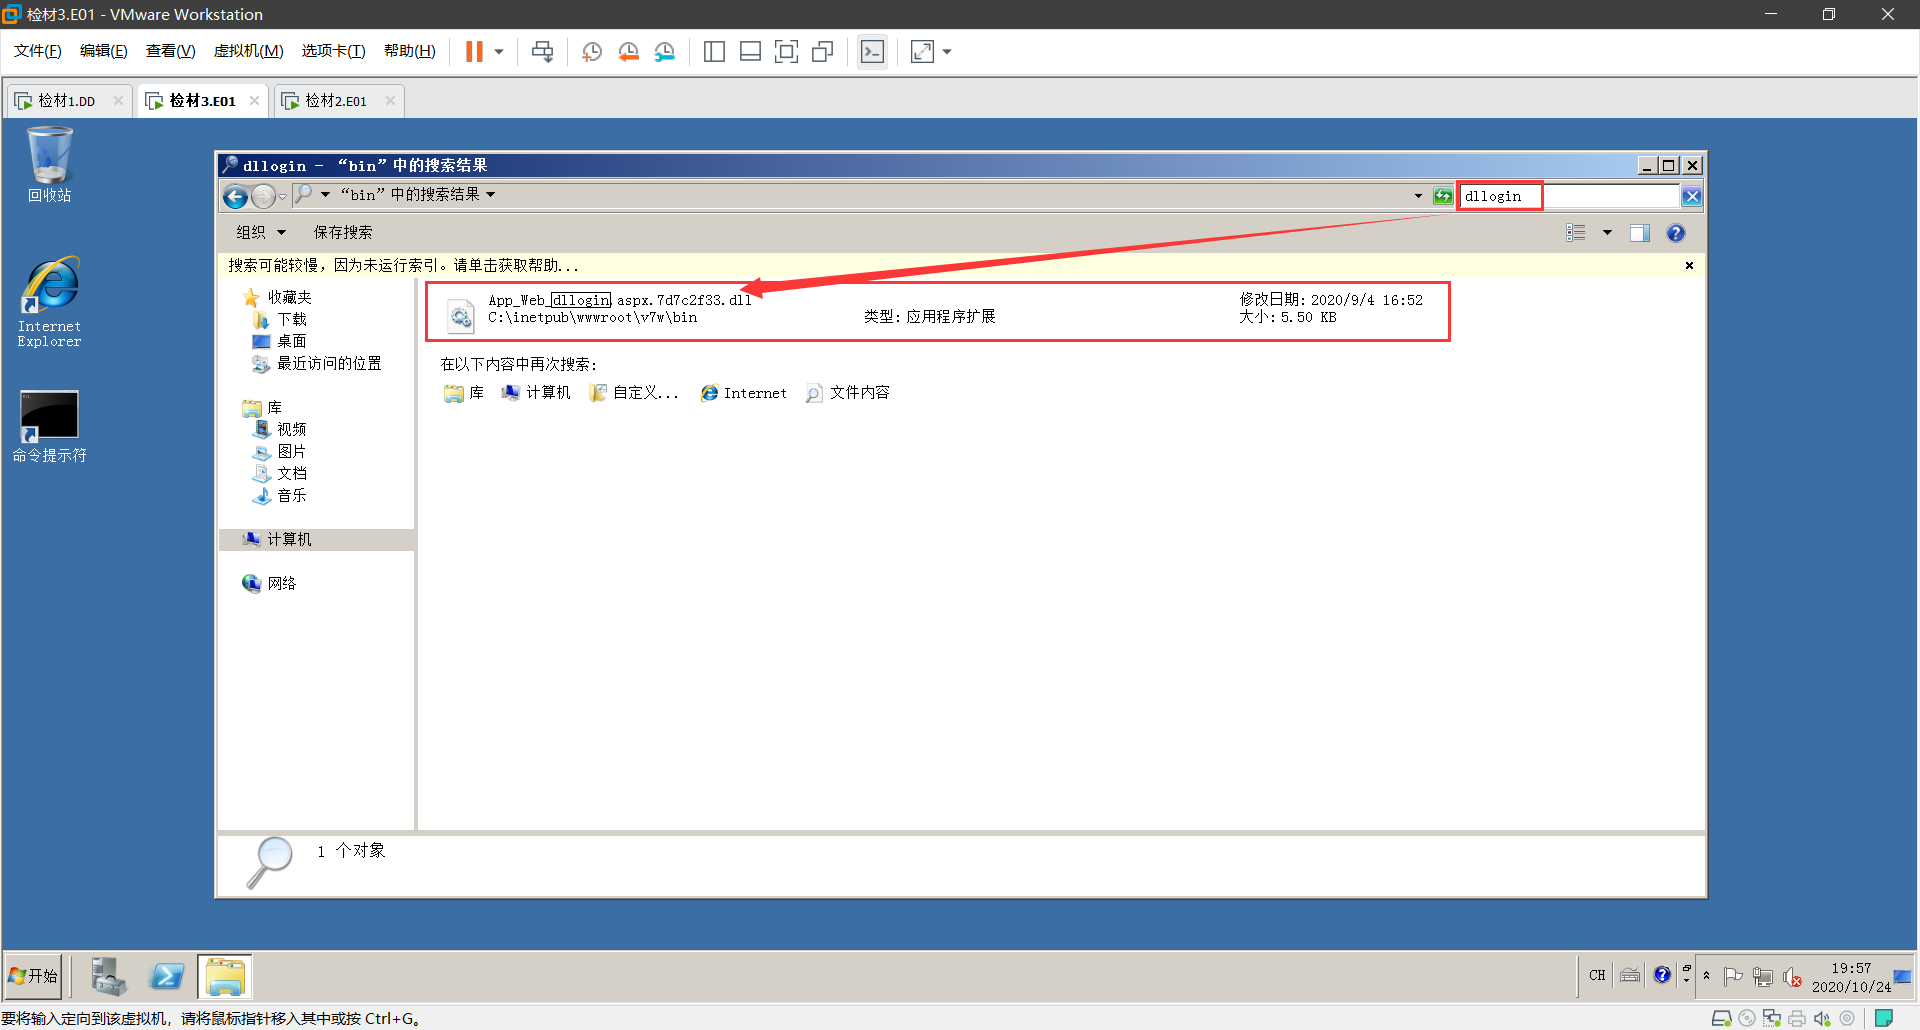 检材3.E01 - VMware Workstation
文件(F) 编辑(E) 查看(V) 虚拟机(M) 选项卡(T) 帮助(H)
检材1.DD 检材3.E01 检材2.E01
回收站
Internet Explorer
命令提示符
dllogin - “bin”中的搜索结果
“bin”中的搜索结果
dllogin
组织 保存搜索
搜索可能较慢，因为未运行索引。请单击获取帮助...
收藏夹
下载
桌面
最近访问的位置
库
视频
图片
文档
音乐
计算机
网络
App_Web_dllogin.aspx.7d7c2f33.dll
C:\inetpub\wwwroot\v7w\bin
类型: 应用程序扩展
修改日期: 2020/9/4 16:52
大小: 5.50 KB
在以下内容中再次搜索:
库 计算机 自定义... Internet 文件内容
1 个对象
开始
CH
19:57
2020/10/24
要将输入定向到该虚拟机，请将鼠标指针移入其中或按 Ctrl+G。